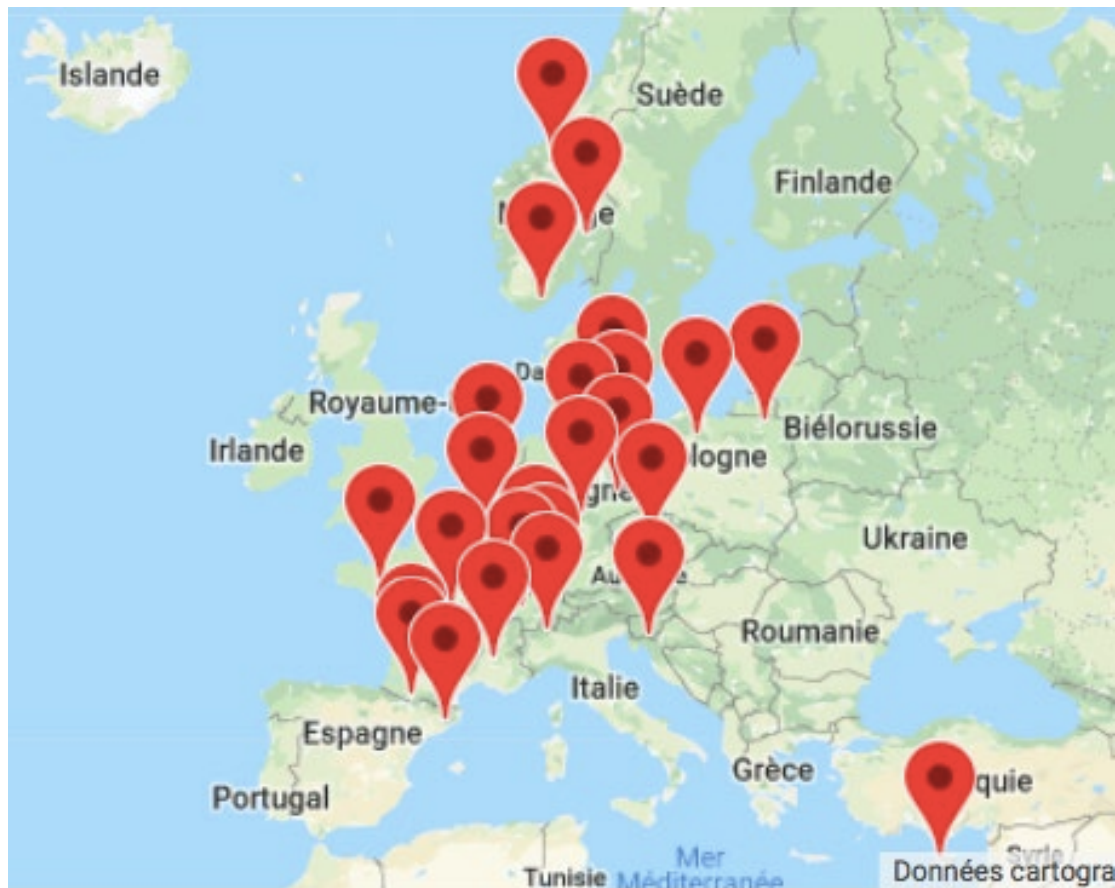 Islande
Suède
Finlande
Royaume-
Irlande
Biélorussie
logne
Ukraine
Roumanie
Italie
Espagne
Grèce
quie
Portugal
Syrie
Mer
Méditerranée
Tunisie
Données cartogra